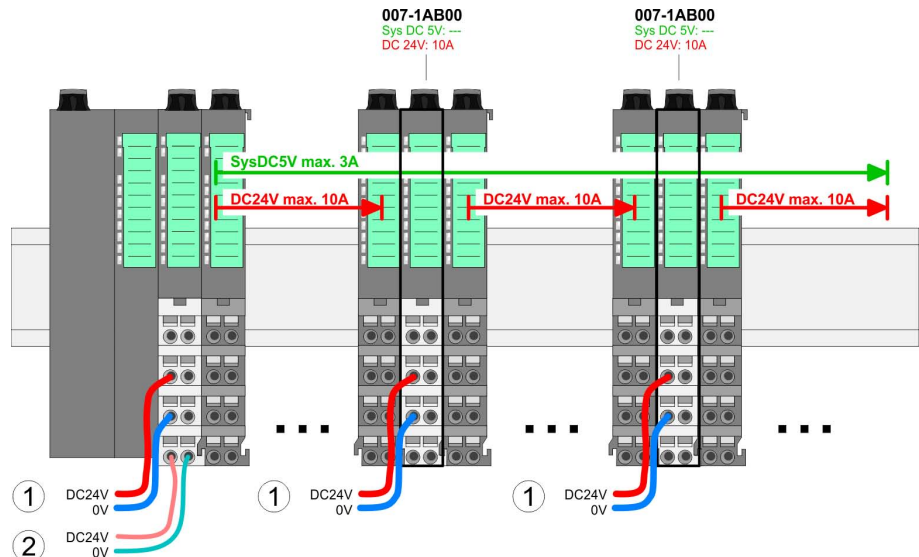 007-1AB00
Sys DC 5V: ---
DC 24V: 10A
007-1AB00
Sys DC 5V: ---
DC 24V: 10A
SysDC5V max. 3A
DC24V max. 10A
DC24V max. 10A
DC24V max. 10A
1 DC24V
0V
1 DC24V
0V
1 DC24V
0V
2 DC24V
0V